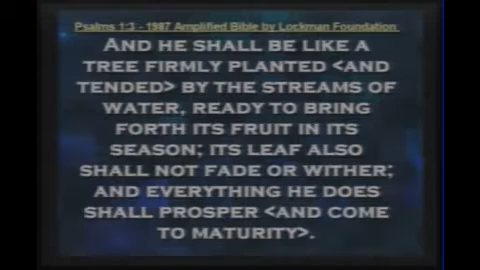 Psalms 1:3 - 1987 Amplified Bible by Lockman Foundation
AND HE SHALL BE LIKE A
TREE FIRMLY PLANTED <AND
TENDED> BY THE STREAMS OF
WATER, READY TO BRING
FORTH ITS FRUIT IN ITS
SEASON; ITS LEAF ALSO
SHALL NOT FADE OR WITHER;
AND EVERYTHING HE DOES
SHALL PROSPER <AND COME
TO MATURITY>.